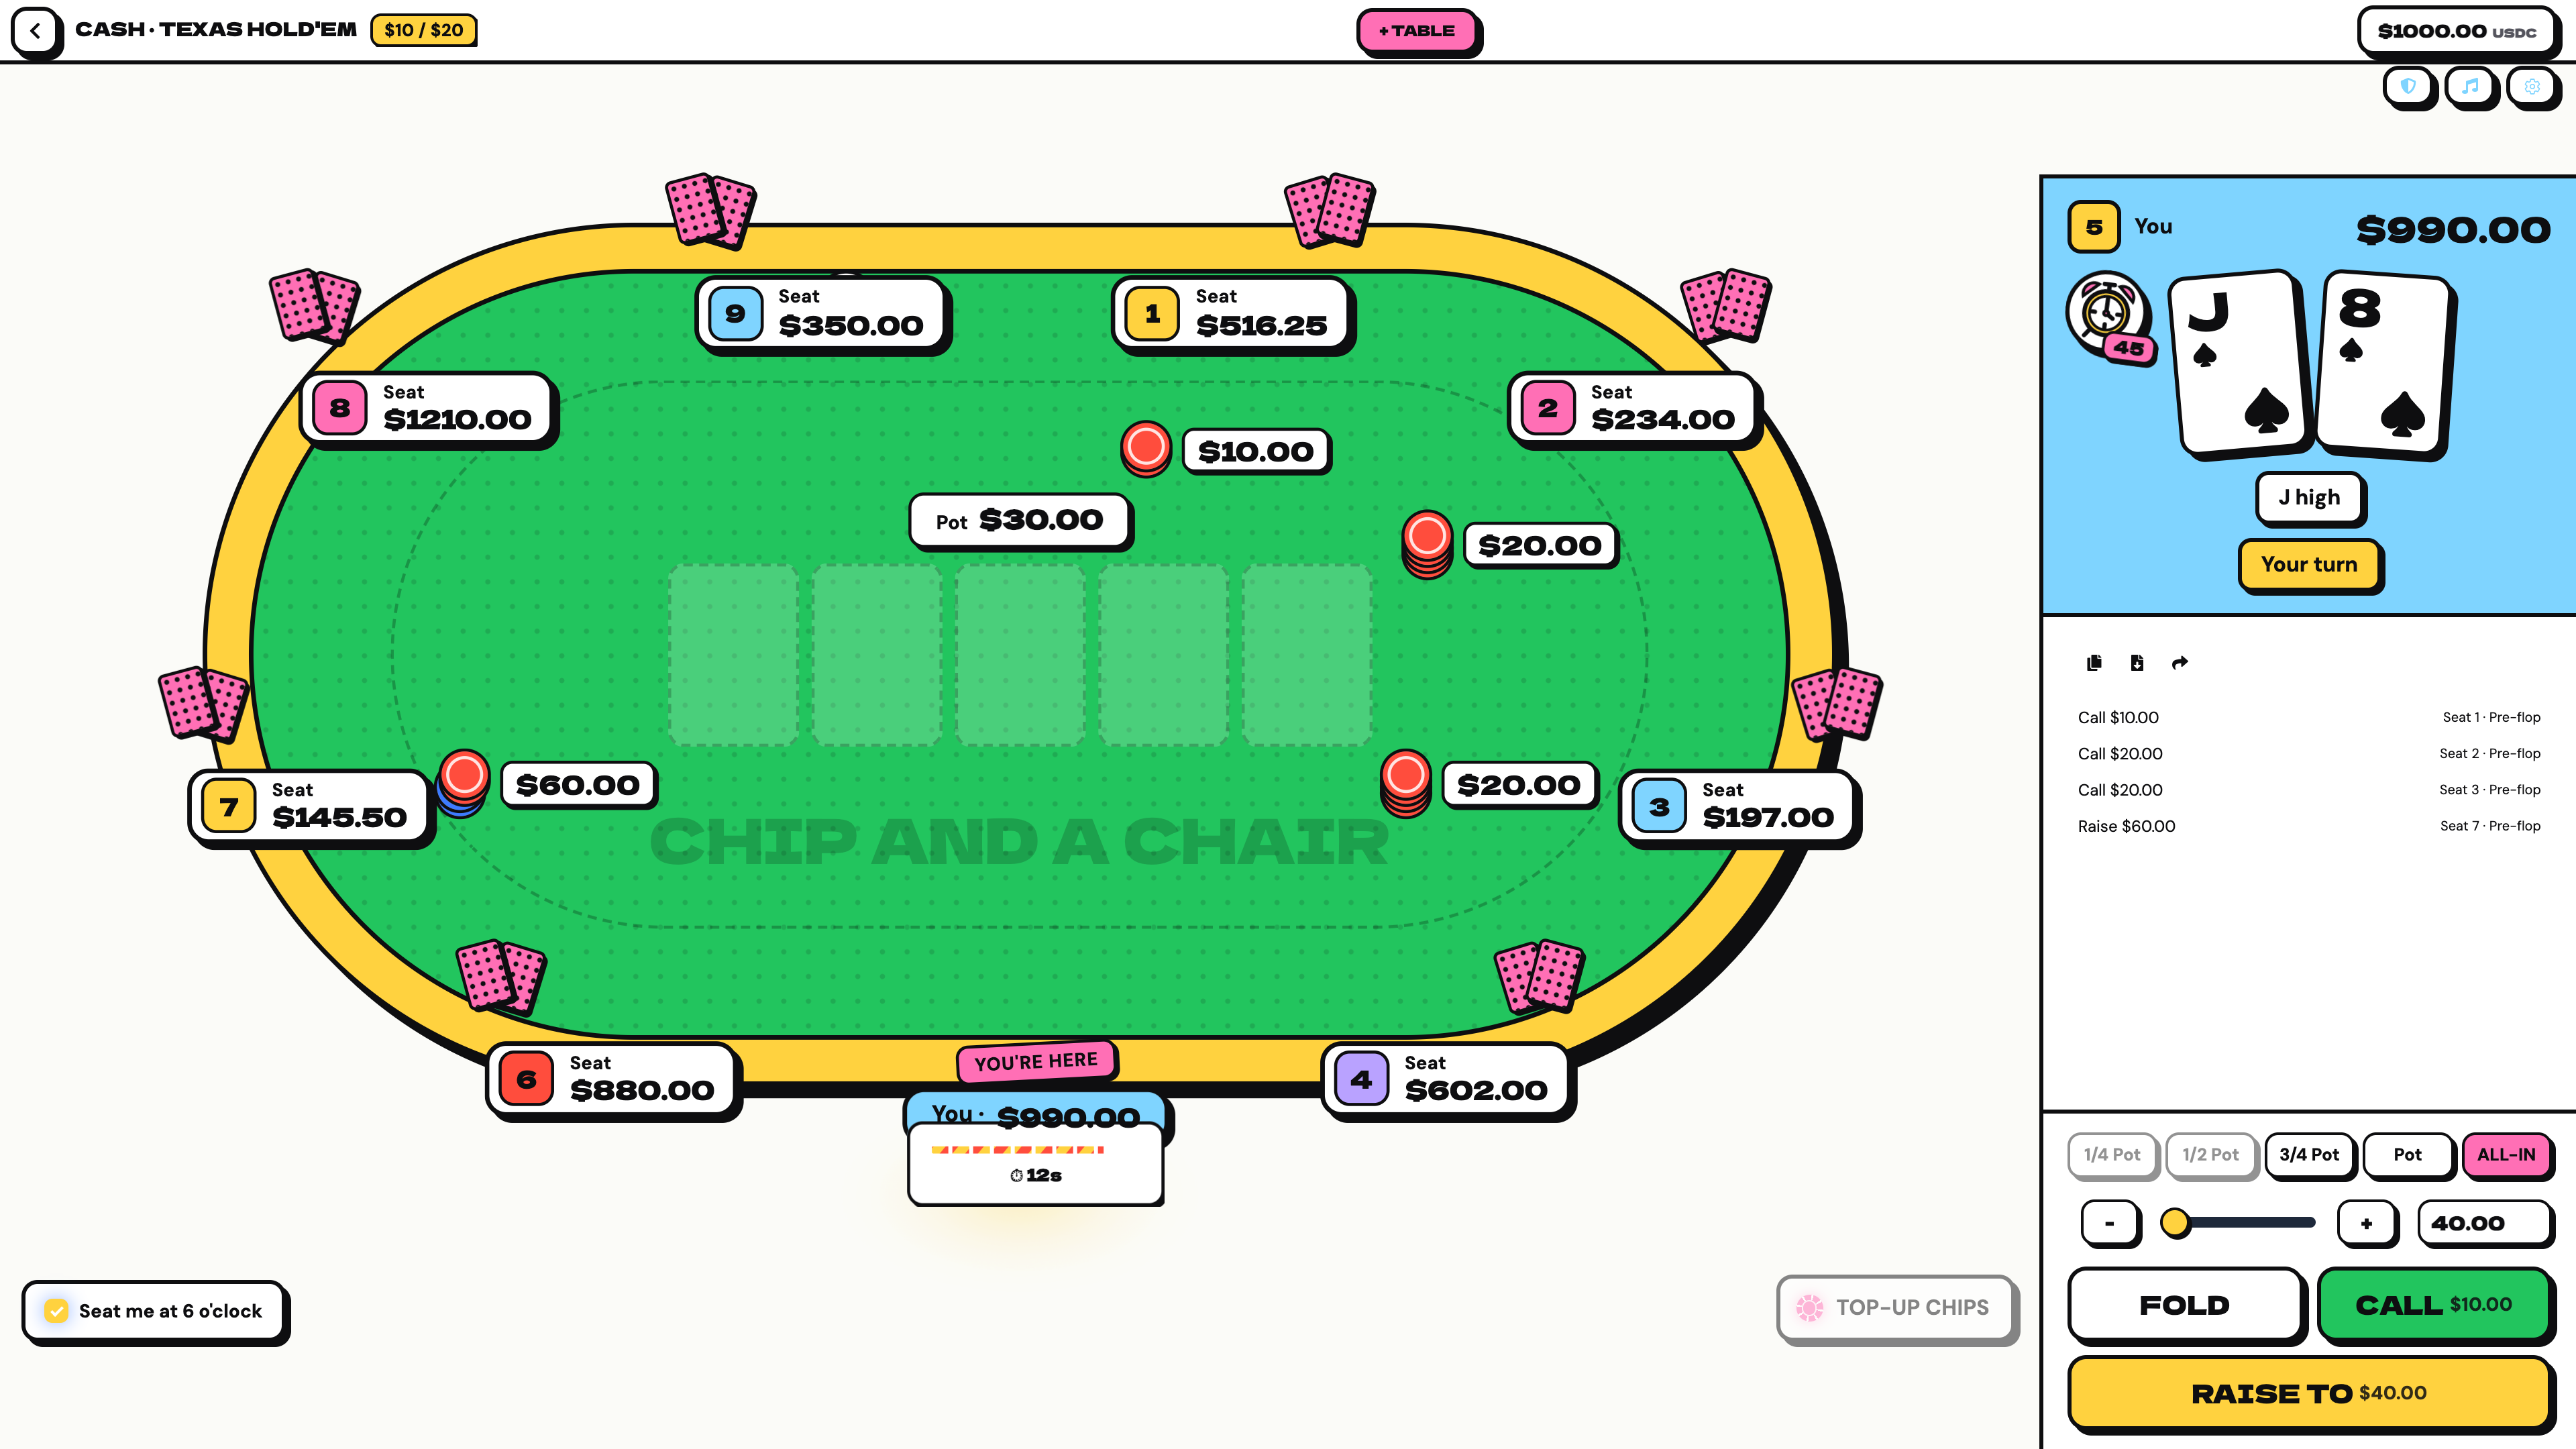 CASH · TEXAS HOLD'EM $10 / $20
+ TABLE
$1000.00 USDC
9 Seat $350.00
1 Seat $516.25
8 Seat $1210.00
2 Seat $234.00
$10.00
Pot $30.00
$20.00
7 Seat $145.50
$60.00
$20.00
3 Seat $197.00
CHIP AND A CHAIR
YOU'RE HERE
6 Seat $880.00
4 Seat $602.00
You · $990.00
12s
Seat me at 6 o'clock
TOP-UP CHIPS
5 You $990.00
45
J
8
J high
Your turn
Call $10.00 Seat 1 · Pre-flop
Call $20.00 Seat 2 · Pre-flop
Call $20.00 Seat 3 · Pre-flop
Raise $60.00 Seat 7 · Pre-flop
1/4 Pot 1/2 Pot 3/4 Pot Pot ALL-IN
- + 40.00
FOLD CALL $10.00
RAISE TO $40.00